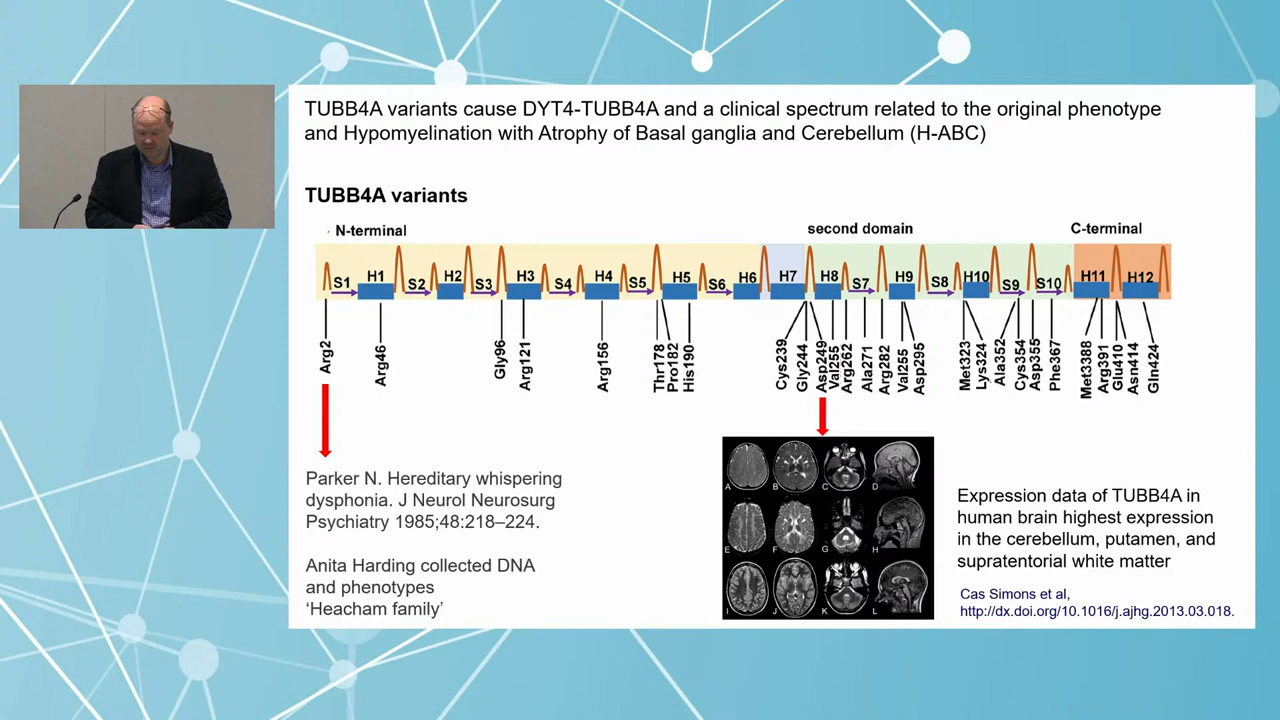 TUBB4A variants cause DYT4-TUBB4A and a clinical spectrum related to the original phenotype
and Hypomyelination with Atrophy of Basal ganglia and Cerebellum (H-ABC)
TUBB4A variants
N-terminal
second domain
C-terminal
S1 H1 S2 H2 S3 H3 S4 H4 S5 H5 S6 H6 H7 H8 S7 H9 S8 H10 S9 S10 H11 H12
Arg2
Arg46
Gly96
Arg121
Arg156
Thr178
Pro182
His190
Cys239
Gly244
Asp249
Val255
Arg262
Ala271
Arg282
Val255
Asp295
Met323
Lys324
Ala352
Cys354
Asp355
Phe367
Met3388
Arg391
Glu410
Asn414
Gln424
Parker N. Hereditary whispering
dysphonia. J Neurol Neurosurg
Psychiatry 1985;48:218–224.
Anita Harding collected DNA
and phenotypes
‘Heacham family’
A B C D
E F G H
I J K L
Expression data of TUBB4A in
human brain highest expression
in the cerebellum, putamen, and
supratentorial white matter
Cas Simons et al,
http://dx.doi.org/10.1016/j.ajhg.2013.03.018.